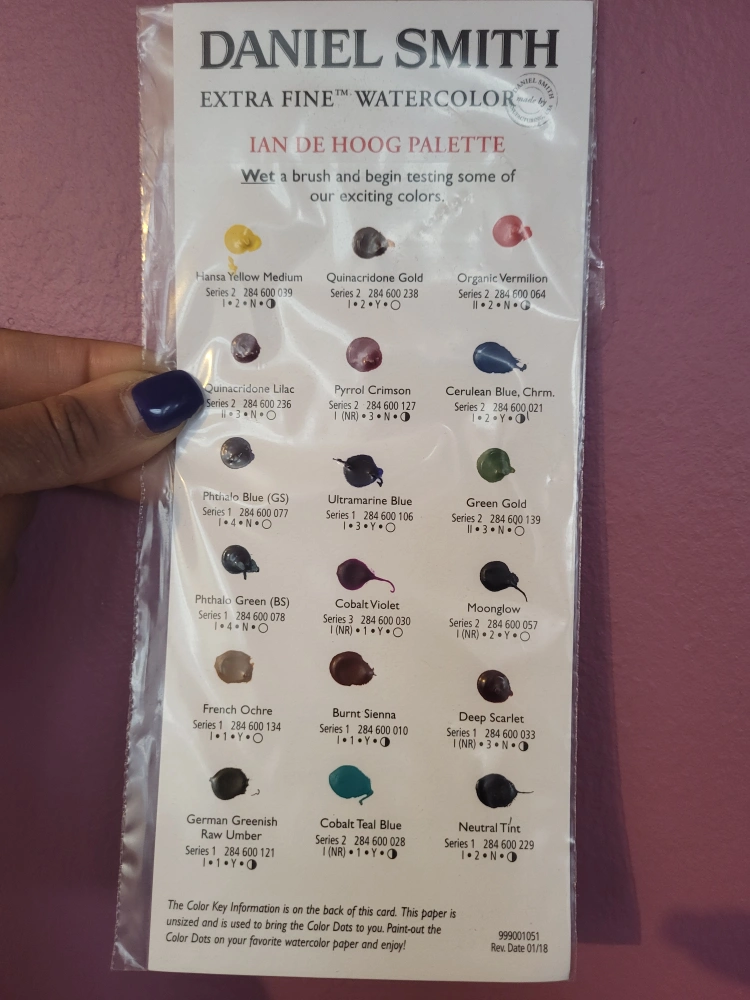 DANIEL SMITH
EXTRA FINE™ WATERCOLOR
DANIEL SMITH
made by
IAN DE HOOG PALETTE
Wet a brush and begin testing some of
our exciting colors.
Hansa Yellow Medium
Series 2 284 600 039
I • 2 • N • ◑
Quinacridone Gold
Series 2 284 600 238
I • 2 • Y • ○
Organic Vermilion
Series 2 284 600 064
II • 2 • N • ◔
Quinacridone Lilac
Series 2 284 600 236
II • 3 • N • ○
Pyrrol Crimson
Series 2 284 600 127
I (NR) • 3 • N • ◑
Cerulean Blue, Chrm.
Series 2 284 600 021
I • 2 • Y • ◑
Phthalo Blue (GS)
Series 1 284 600 077
I • 4 • N • ○
Ultramarine Blue
Series 1 284 600 106
I • 3 • Y • ○
Green Gold
Series 2 284 600 139
II • 3 • N • ○
Phthalo Green (BS)
Series 1 284 600 078
I • 4 • N • ○
Cobalt Violet
Series 3 284 600 030
I (NR) • 1 • Y • ○
Moonglow
Series 2 284 600 057
I (NR) • 2 • Y • ○
French Ochre
Series 1 284 600 134
I • 1 • Y • ○
Burnt Sienna
Series 1 284 600 010
I • 1 • Y • ◑
Deep Scarlet
Series 1 284 600 033
I (NR) • 3 • N • ◑
German Greenish
Raw Umber
Series 1 284 600 121
I • 1 • Y • ◑
Cobalt Teal Blue
Series 2 284 600 028
I (NR) • 1 • Y • ◑
Neutral Tint
Series 1 284 600 229
I • 2 • N • ◑
The Color Key Information is on the back of this card. This paper is
unsized and is used to bring the Color Dots to you. Paint-out the
Color Dots on your favorite watercolor paper and enjoy!
999001051
Rev. Date 01/18